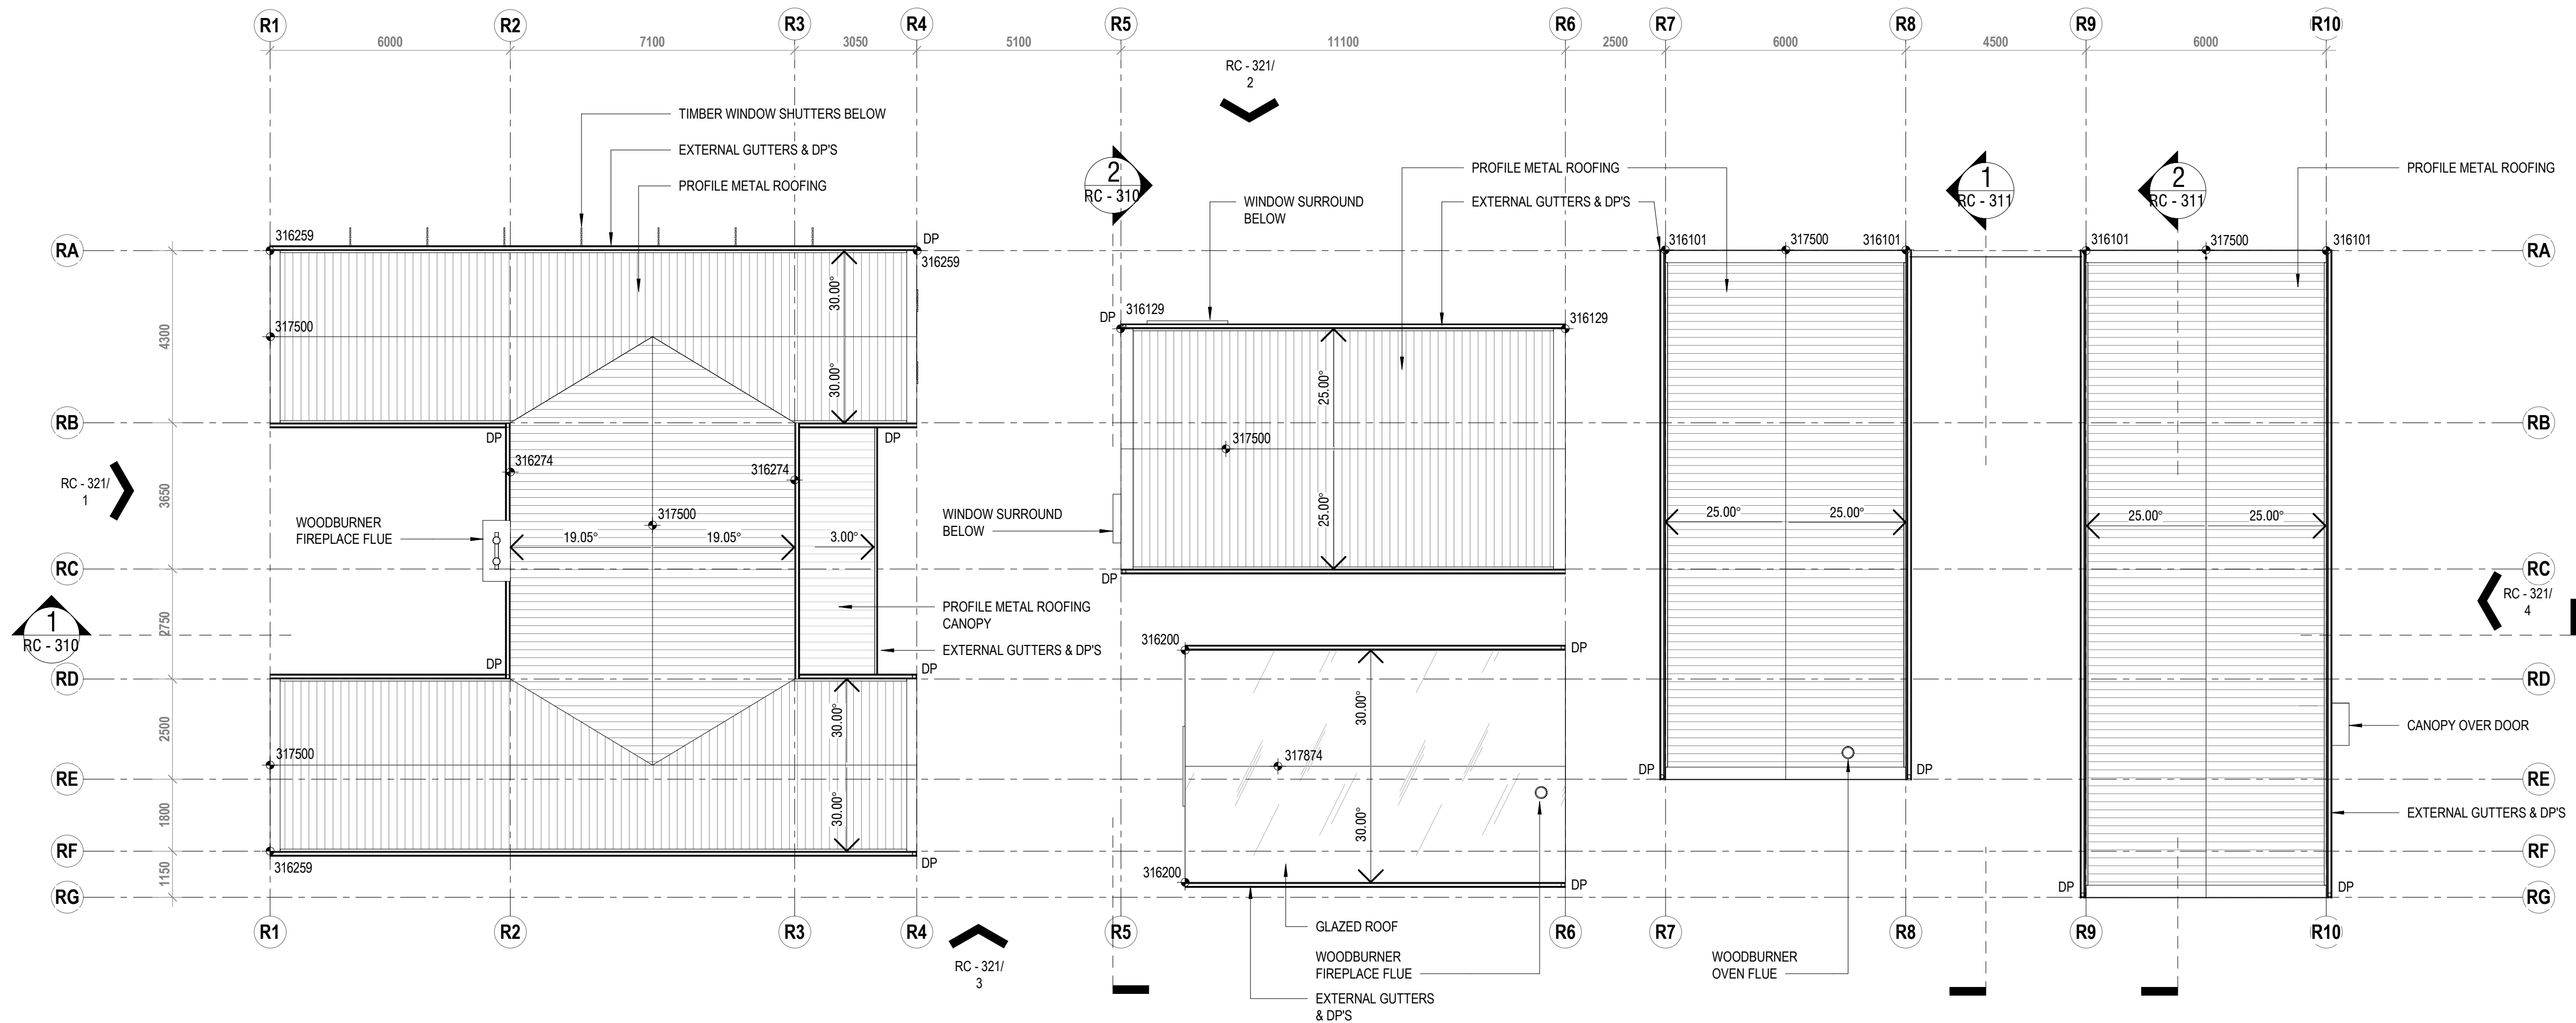 R1 R2 R3 R4 R5 R6 R7 R8 R9 R10
6000 7100 3050 5100 11100 2500 6000 4500 6000
RC - 321/
2
TIMBER WINDOW SHUTTERS BELOW
EXTERNAL GUTTERS & DP'S
PROFILE METAL ROOFING
2
RC - 310
WINDOW SURROUND
BELOW
PROFILE METAL ROOFING
EXTERNAL GUTTERS & DP'S
1
RC - 311
2
RC - 311
PROFILE METAL ROOFING
RA
316259
DP
316259
316101 317500 316101
316101 317500 316101
RA
4300
30.00°
30.00°
317500
DP
316129
316129
25.00°
25.00°
317500
RB
DP
DP
RB
316274
316274
3650
RC - 321/
1
WOODBURNER
FIREPLACE FLUE
317500
19.05° 19.05° 3.00°
WINDOW SURROUND
BELOW
25.00° 25.00°
25.00° 25.00°
RC
DP
RC
RC - 321/
4
1
RC - 310
2750
PROFILE METAL ROOFING
CANOPY
EXTERNAL GUTTERS & DP'S
316200
DP
DP
DP
RD
RD
2500
30.00°
30.00°
317500
30.00°
30.00°
317874
CANOPY OVER DOOR
DP
DP
RE
RE
1800
EXTERNAL GUTTERS & DP'S
RF
316259
DP
RF
1150
316200
DP
DP
DP
RG
RG
R1 R2 R3 R4 R5 R6 R7 R8 R9 R10
RC - 321/
3
GLAZED ROOF
WOODBURNER
FIREPLACE FLUE
EXTERNAL GUTTERS
& DP'S
WOODBURNER
OVEN FLUE